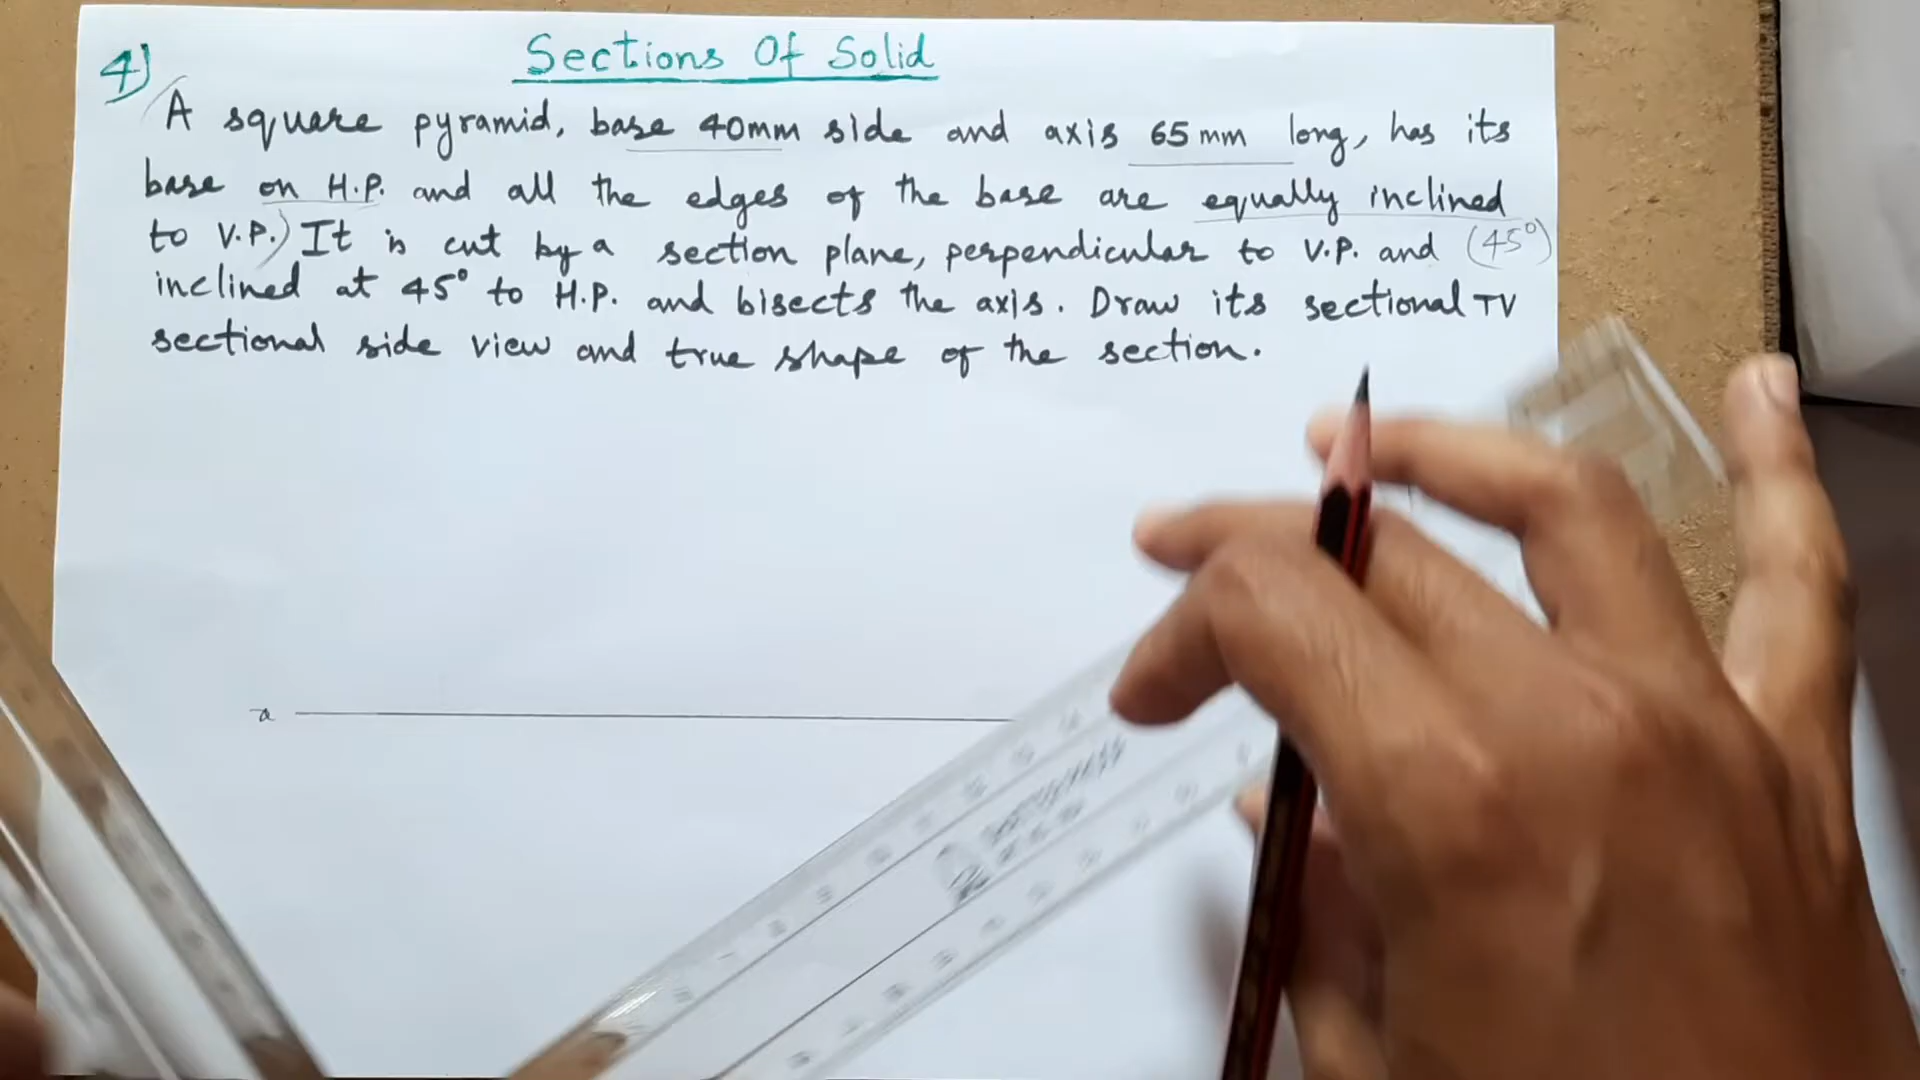 4)
Sections Of Solid
A square pyramid, base 40mm side and axis 65 mm long, has its
base on H.P. and all the edges of the base are equally inclined
to V.P.) It is cut by a section plane, perpendicular to V.P. and (45°)
inclined at 45° to H.P. and bisects the axis. Draw its sectional TV
sectional side view and true shape of the section.
x